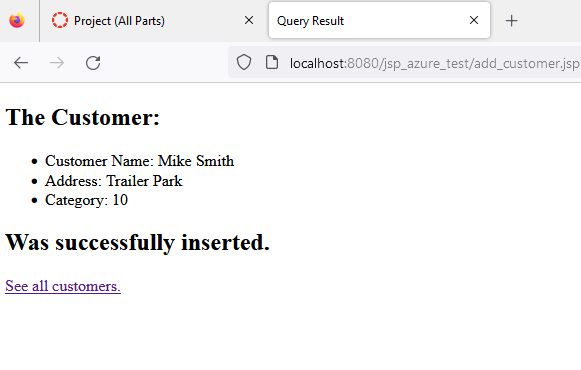 Project (All Parts)
Query Result
localhost:8080/jsp_azure_test/add_customer.jsp
The Customer:
• Customer Name: Mike Smith
• Address: Trailer Park
• Category: 10
Was successfully inserted.
See all customers.